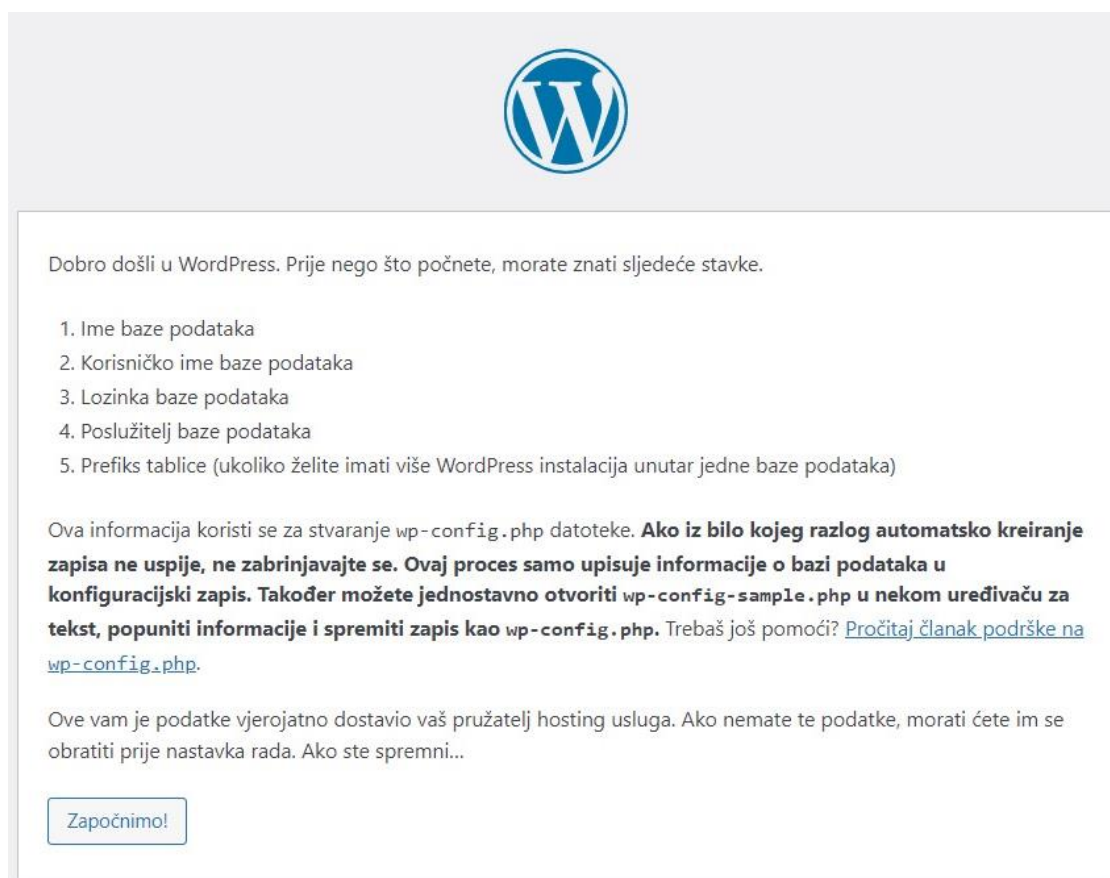 Dobro došli u WordPress. Prije nego što počnete, morate znati sljedeće stavke.
1. Ime baze podataka
2. Korisničko ime baze podataka
3. Lozinka baze podataka
4. Poslužitelj baze podataka
5. Prefiks tablice (ukoliko želite imati više WordPress instalacija unutar jedne baze podataka)
Ova informacija koristi se za stvaranje wp-config.php datoteke. Ako iz bilo kojeg razlog automatsko kreiranje
zapisa ne uspije, ne zabrinjavajte se. Ovaj proces samo upisuje informacije o bazi podataka u
konfiguracijski zapis. Također možete jednostavno otvoriti wp-config-sample.php u nekom uređivaču za
tekst, popuniti informacije i spremiti zapis kao wp-config.php. Trebaš još pomoći? Pročitaj članak podrške na
wp-config.php.
Ove vam je podatke vjerojatno dostavio vaš pružatelj hosting usluga. Ako nemate te podatke, morati ćete im se
obratiti prije nastavka rada. Ako ste spremni...
Započnimo!